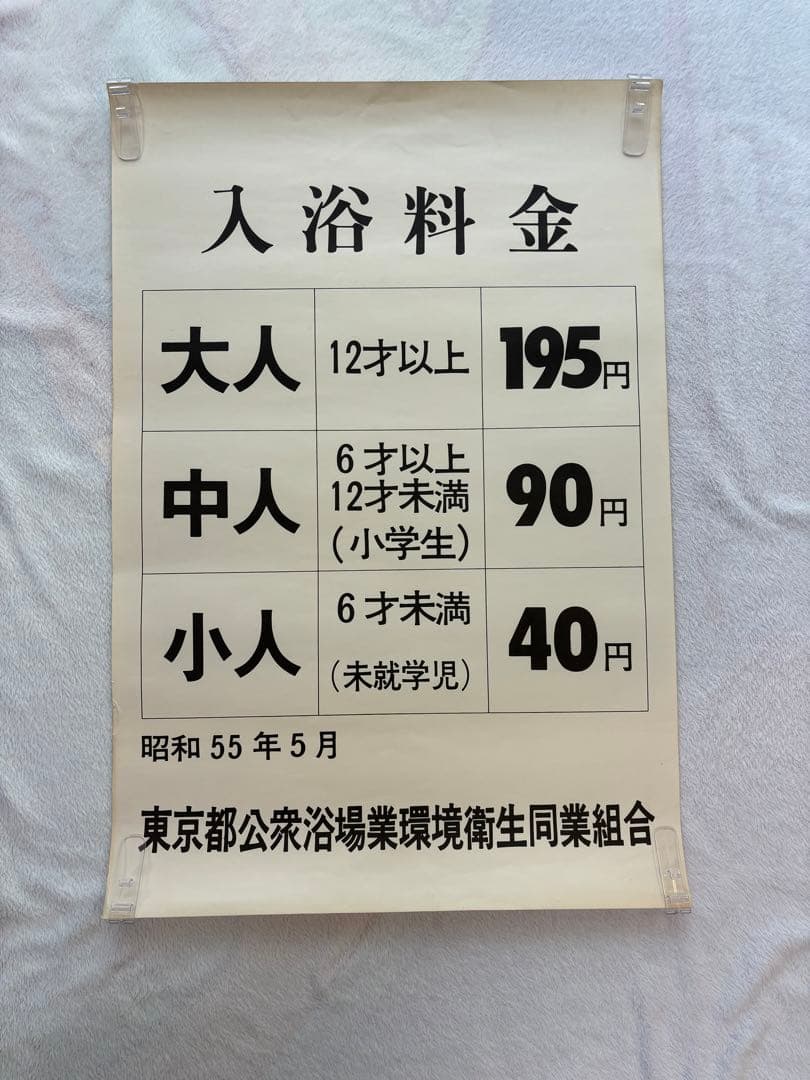 入浴料金
大人 12才以上 195円
中人 6才以上
12才未満
(小学生) 90円
小人 6才未満
(未就学児) 40円
昭和55年5月
東京都公衆浴場業環境衛生同業組合